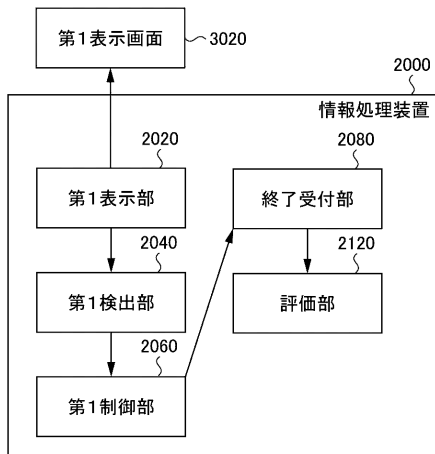 第1表示画面
3020
2000
情報処理装置
2020
2080
第1表示部
終了受付部
2040
2120
第1検出部
評価部
2060
第1制御部